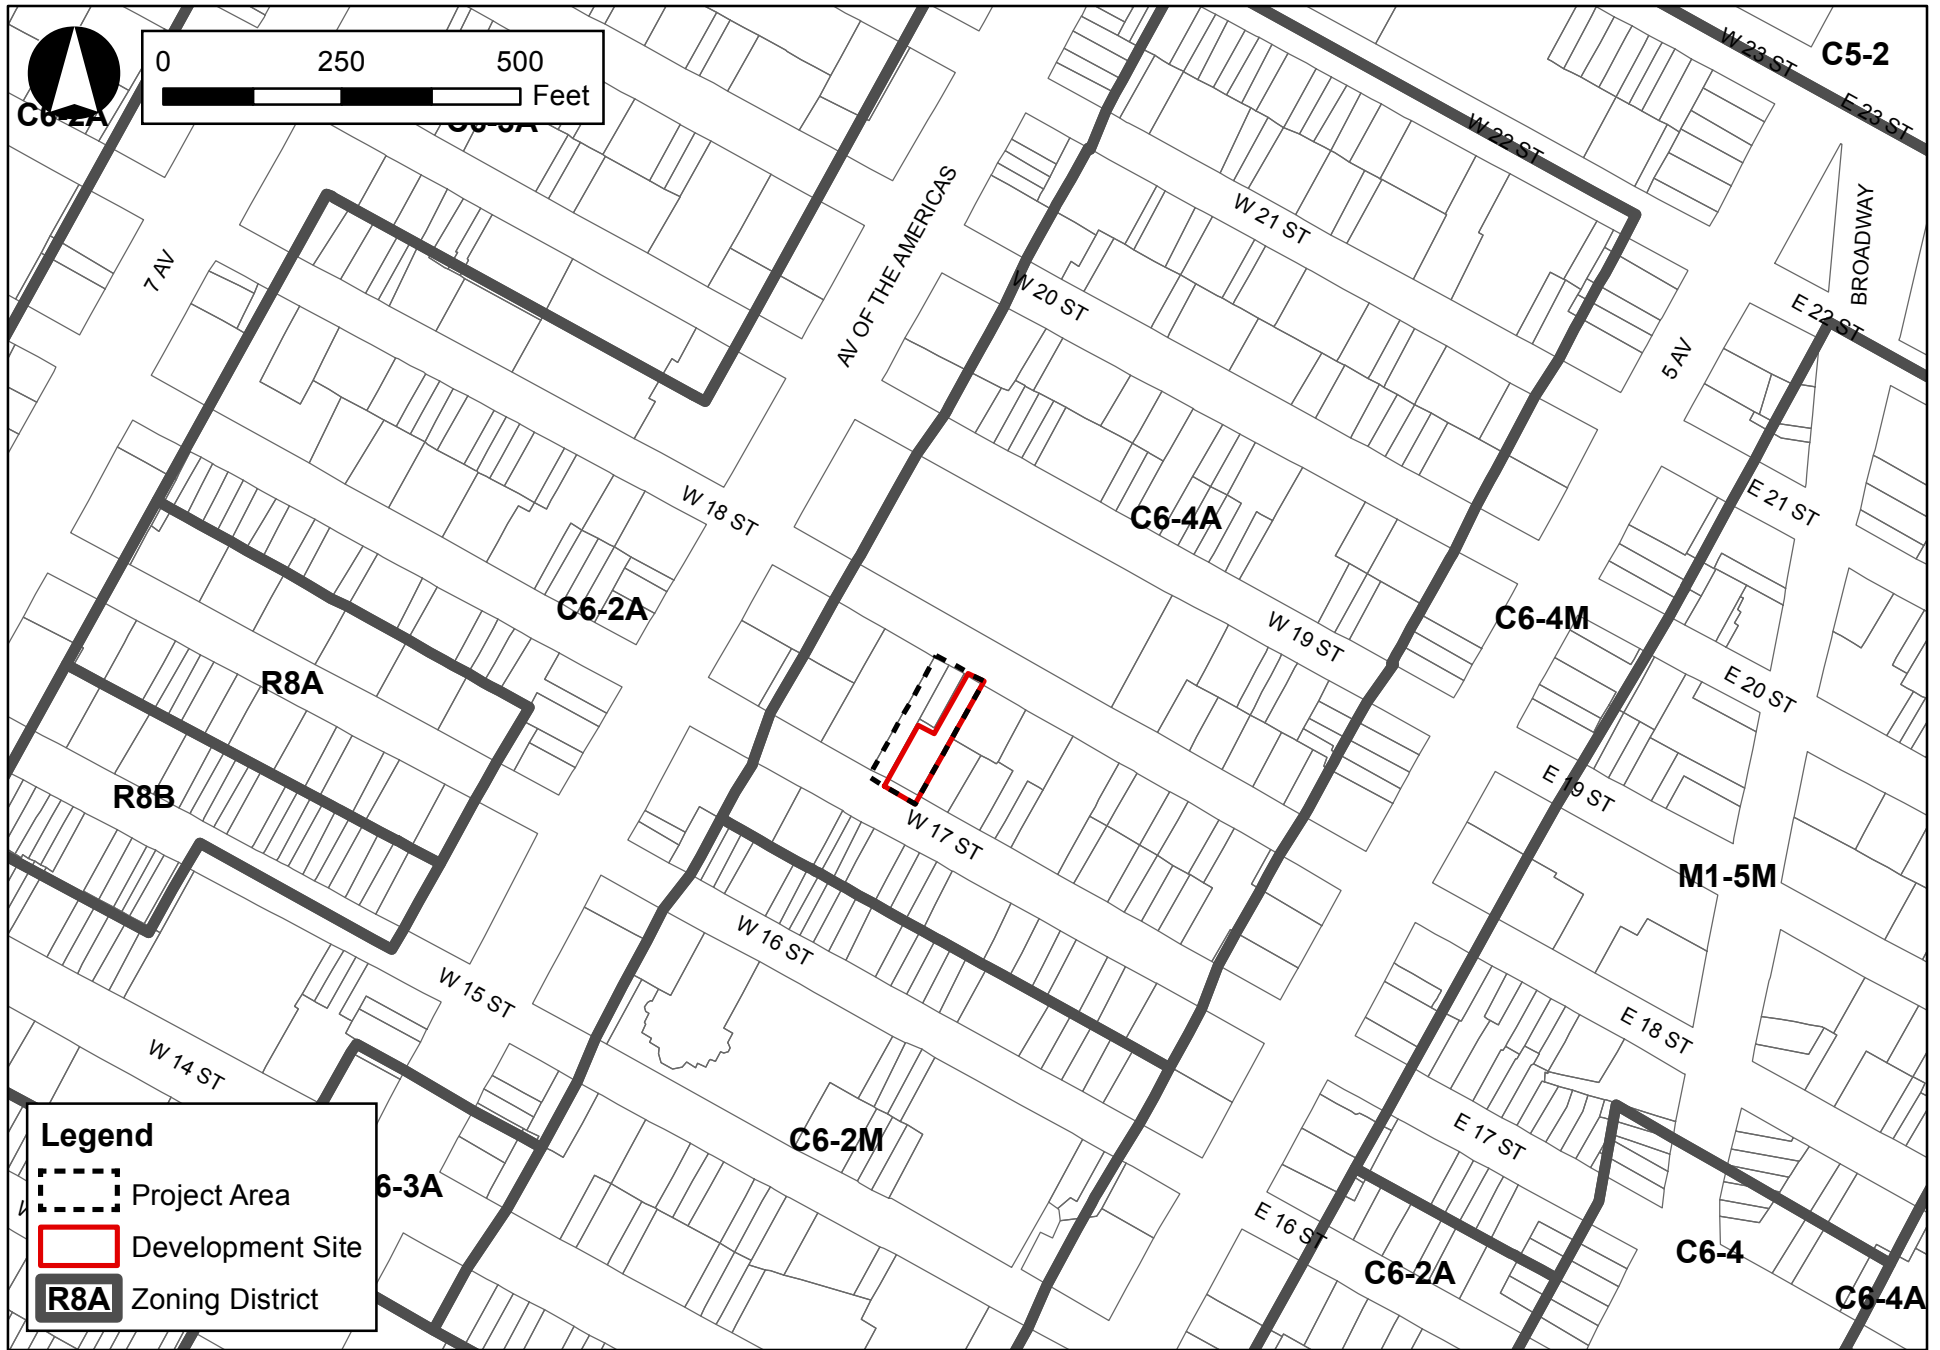 W 23 ST
C5-2
0 250 500
Feet
E 23 ST
C6-2A
C6-3A
W 22 ST
W 21 ST
BROADWAY
7 AV
AV OF THE AMERICAS
W 20 ST
E 22 ST
5 AV
W 18 ST
C6-4A
E 21 ST
C6-2A
C6-4M
W 19 ST
R8A
E 20 ST
R8B
E 19 ST
W 17 ST
M1-5M
W 16 ST
W 15 ST
E 18 ST
W 14 ST
E 17 ST
Legend
C6-2M
Project Area
6-3A
E 16 ST
Development Site
C6-4
C6-2A
R8A Zoning District
C6-4A